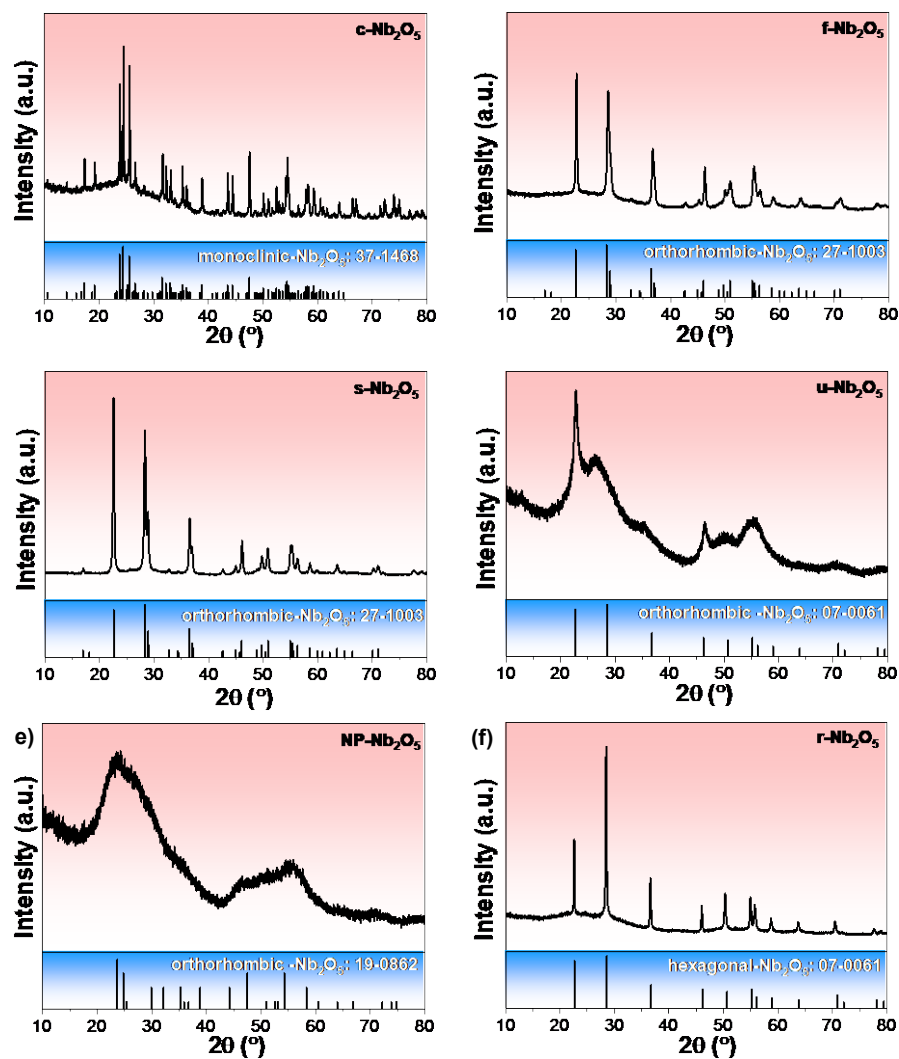 c-Nb₂O₅
Intensity (a.u.)
monoclinic-Nb₂O₅: 37-1468
10 20 30 40 50 60 70 80
2θ (°)
f-Nb₂O₅
Intensity (a.u.)
orthorhombic-Nb₂O₅: 27-1003
10 20 30 40 50 60 70 80
2θ (°)
s-Nb₂O₅
Intensity (a.u.)
orthorhombic-Nb₂O₅: 27-1003
10 20 30 40 50 60 70 80
2θ (°)
u-Nb₂O₅
Intensity (a.u.)
orthorhombic -Nb₂O₅: 07-0061
10 20 30 40 50 60 70 80
2θ (°)
e)
NP-Nb₂O₅
Intensity (a.u.)
orthorhombic -Nb₂O₅: 19-0862
10 20 30 40 50 60 70 80
2θ (°)
(f)
r-Nb₂O₅
Intensity (a.u.)
hexagonal-Nb₂O₅: 07-0061
10 20 30 40 50 60 70 80
2θ (°)